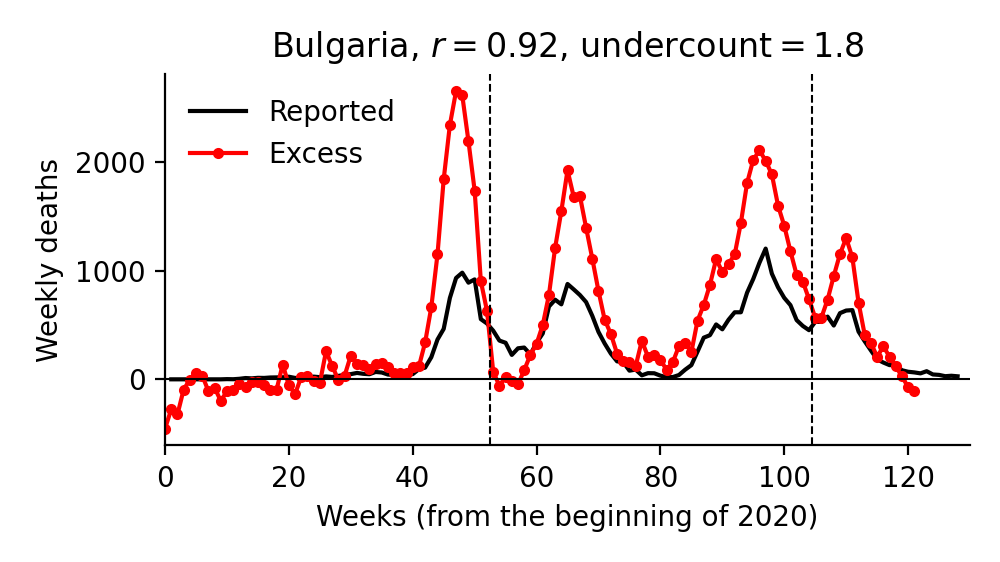 Bulgaria, r = 0.92, undercount = 1.8
Reported
Excess
Weekly deaths
2000
1000
0
0 20 40 60 80 100 120
Weeks (from the beginning of 2020)